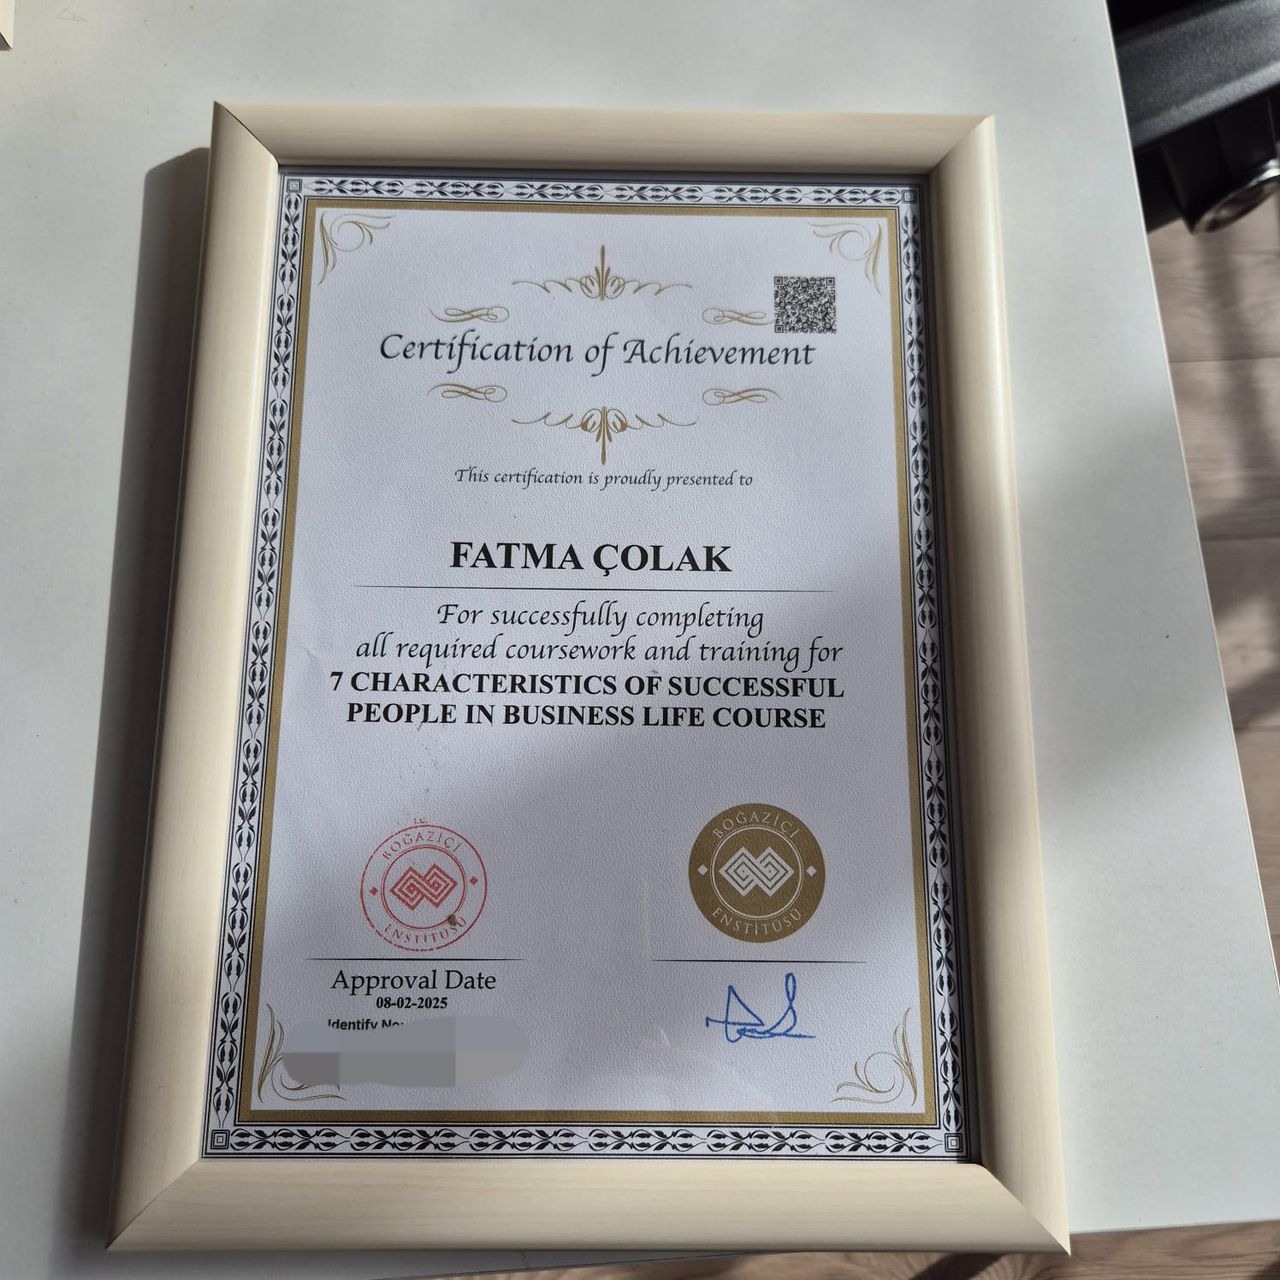 Certification of Achievement
This certification is proudly presented to
FATMA ÇOLAK
For successfully completing
all required coursework and training for
7 CHARACTERISTICS OF SUCCESSFUL
PEOPLE IN BUSINESS LIFE COURSE
BOĞAZİÇİ
ENSTİTÜSÜ
BOĞAZİÇİ
ENSTİTÜSÜ
Approval Date
08-02-2025
Identify No: